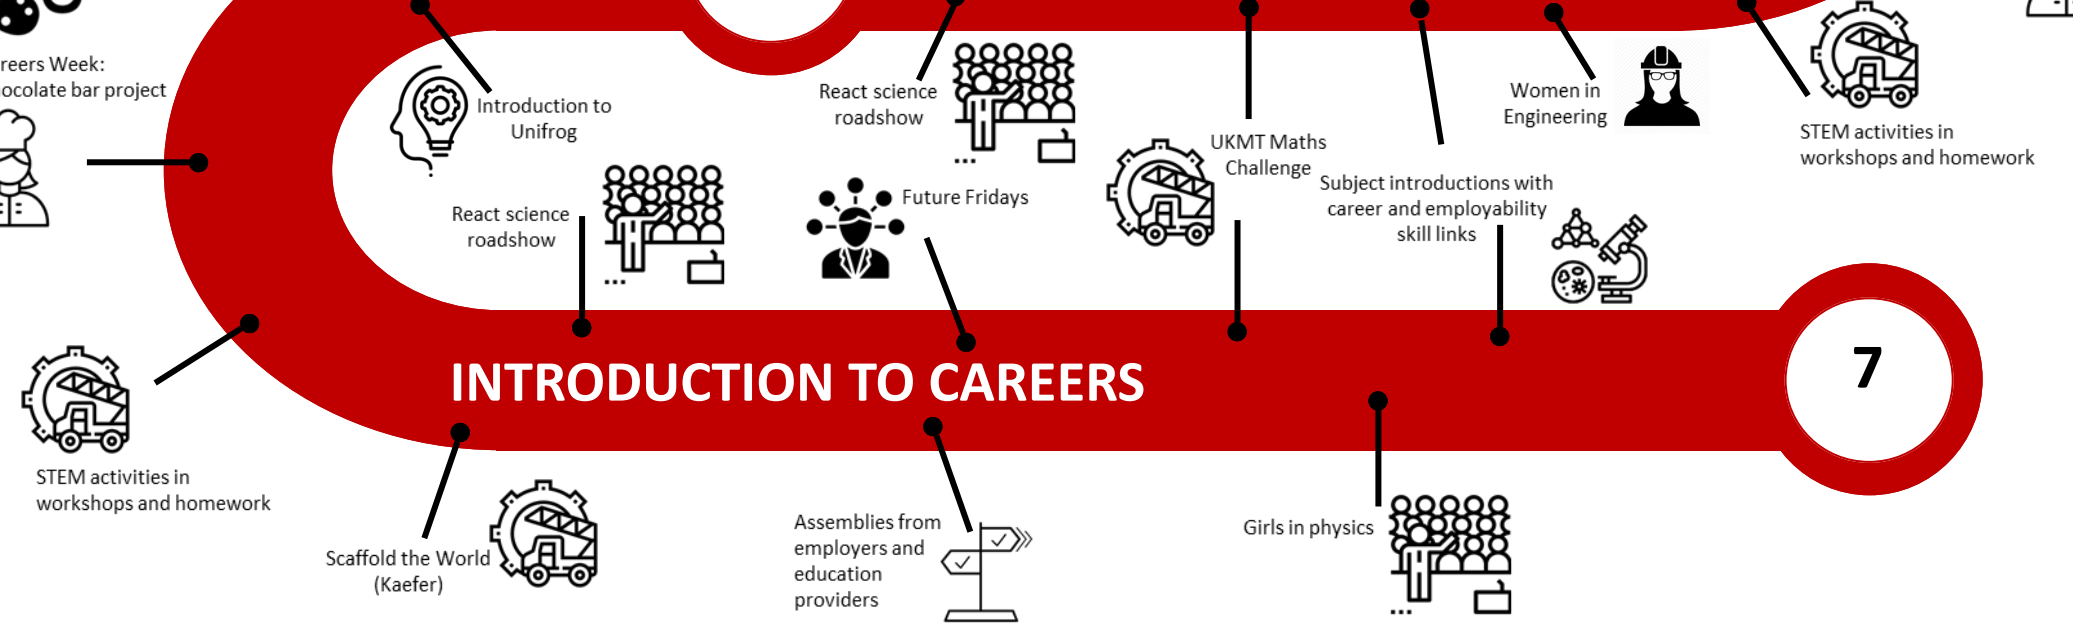 reers Week:
ocolate bar project
Introduction to
Unifrog
React science
roadshow
React science
roadshow
Future Fridays
UKMT Maths
Challenge
Subject introductions with
career and employability
skill links
Women in
Engineering
STEM activities in
workshops and homework
INTRODUCTION TO CAREERS
7
STEM activities in
workshops and homework
Scaffold the World
(Kaefer)
Assemblies from
employers and
education
providers
Girls in physics